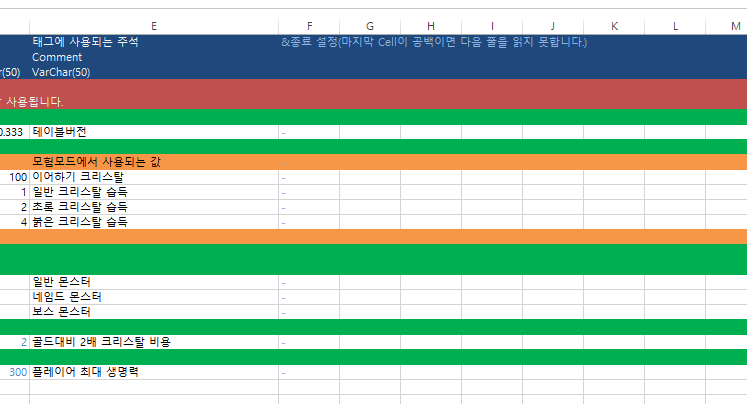 E F G H I J K L M
태그에 사용되는 주석 &종료 설정(마지막 Cell이 공백이면 다음 풀을 읽지 못합니다.)
Comment
r(50) VarChar(50)
사용됩니다.
0.333 테이블버전 -
모험모드에서 사용되는 값
100 이어하기 크리스탈 -
1 일반 크리스탈 습득 -
2 초록 크리스탈 습득 -
4 붉은 크리스탈 습득 -
일반 몬스터 -
네임드 몬스터 -
보스 몬스터 -
2 골드대비 2배 크리스탈 비용 -
300 플레이어 최대 생명력 -